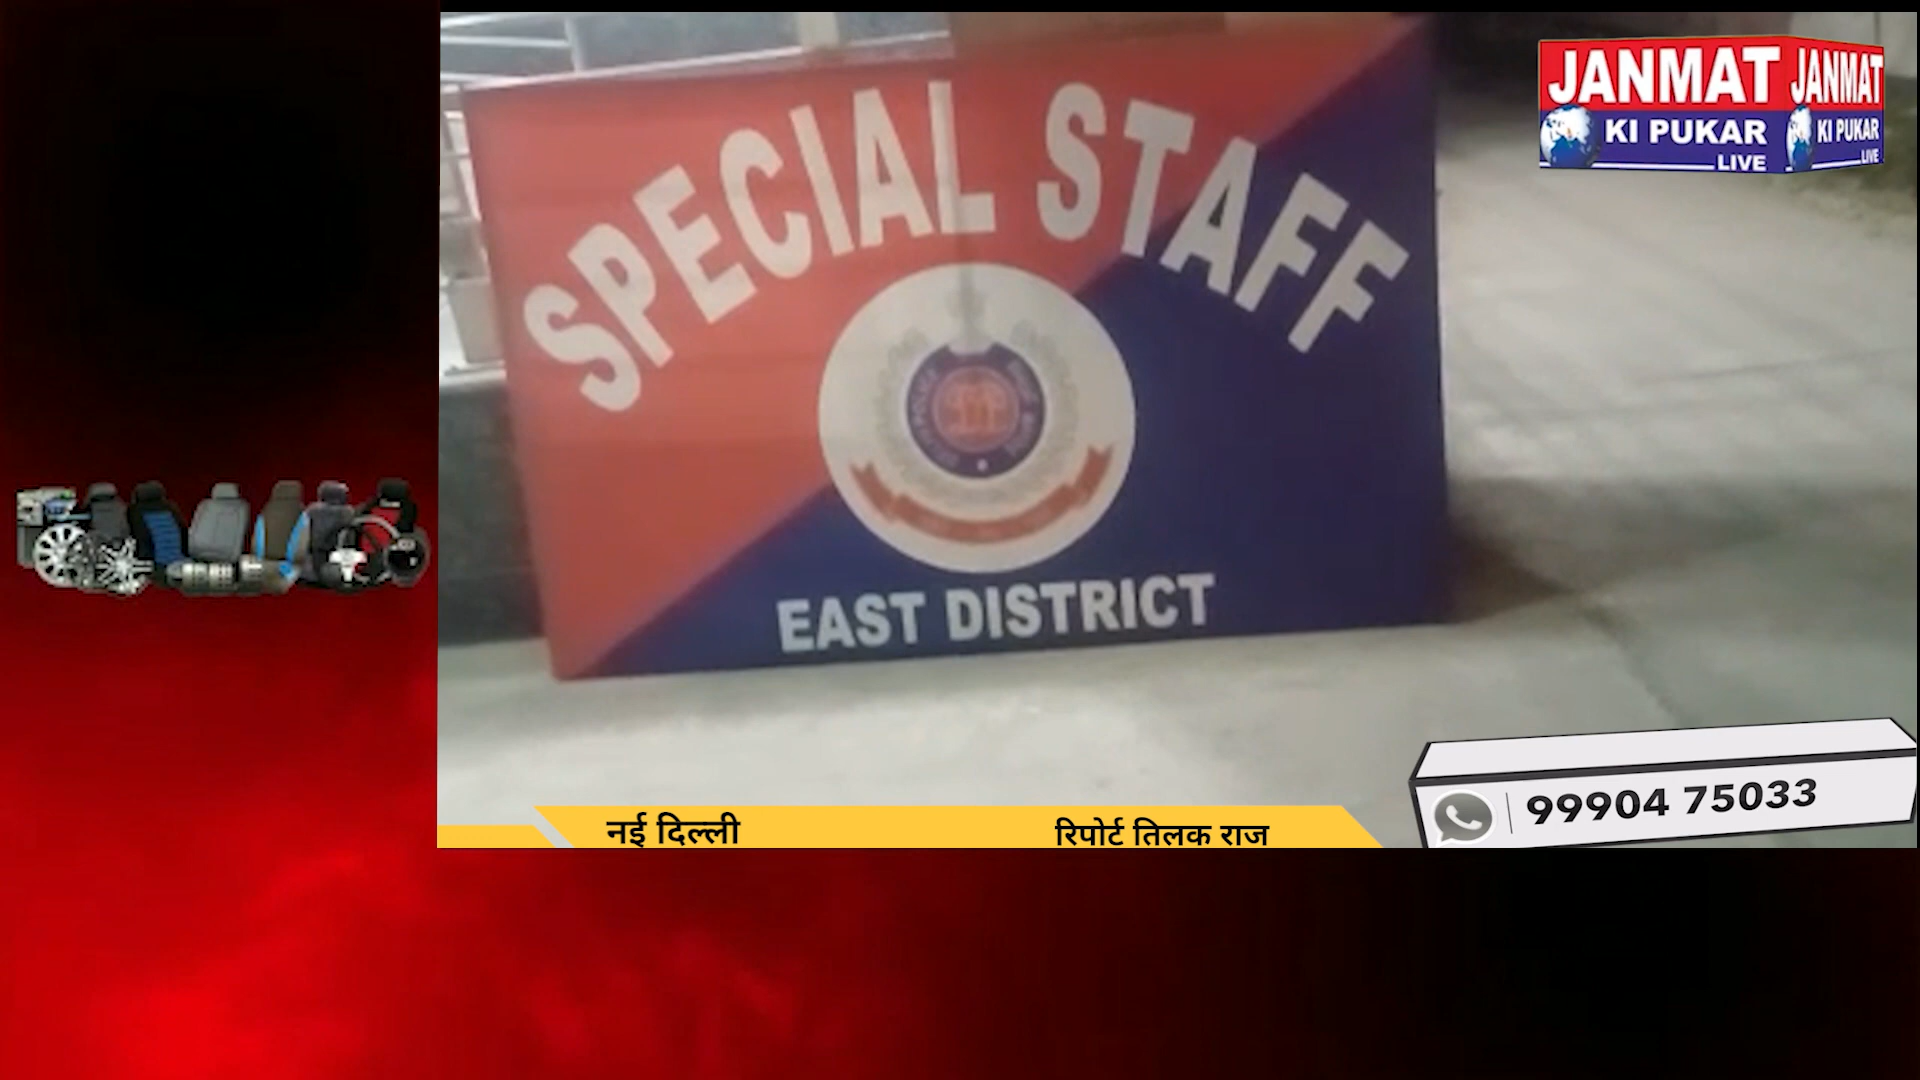 SPECIAL STAFF
EAST DISTRICT
JANMAT JANMAT
KI PUKAR KI PUKAR
LIVE LIVE
नई दिल्ली
रिपोर्ट तिलक राज
99904 75033